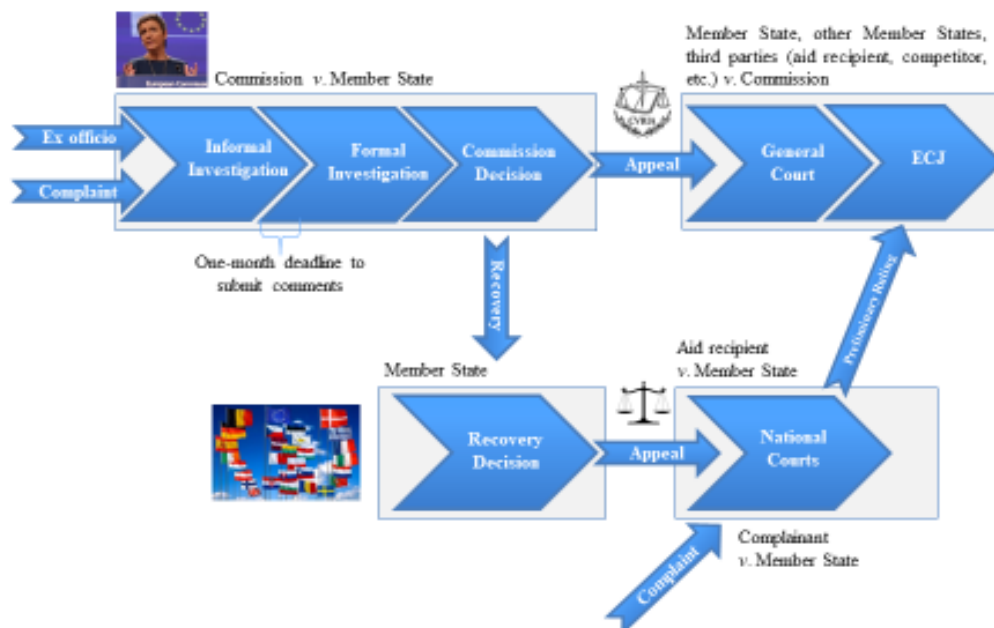 Commission v. Member State
Member State, other Member States,
third parties (aid recipient, competitor,
etc.) v. Commission
Ex officio
Complaint
Informal
Investigation
Formal
Investigation
Commission
Decision
Appeal
General
Court
ECJ
One-month deadline to
submit comments
Recovery
Preliminary Ruling
Member State
Aid recipient
v. Member State
Recovery
Decision
Appeal
National
Courts
Complaint
Complainant
v. Member State